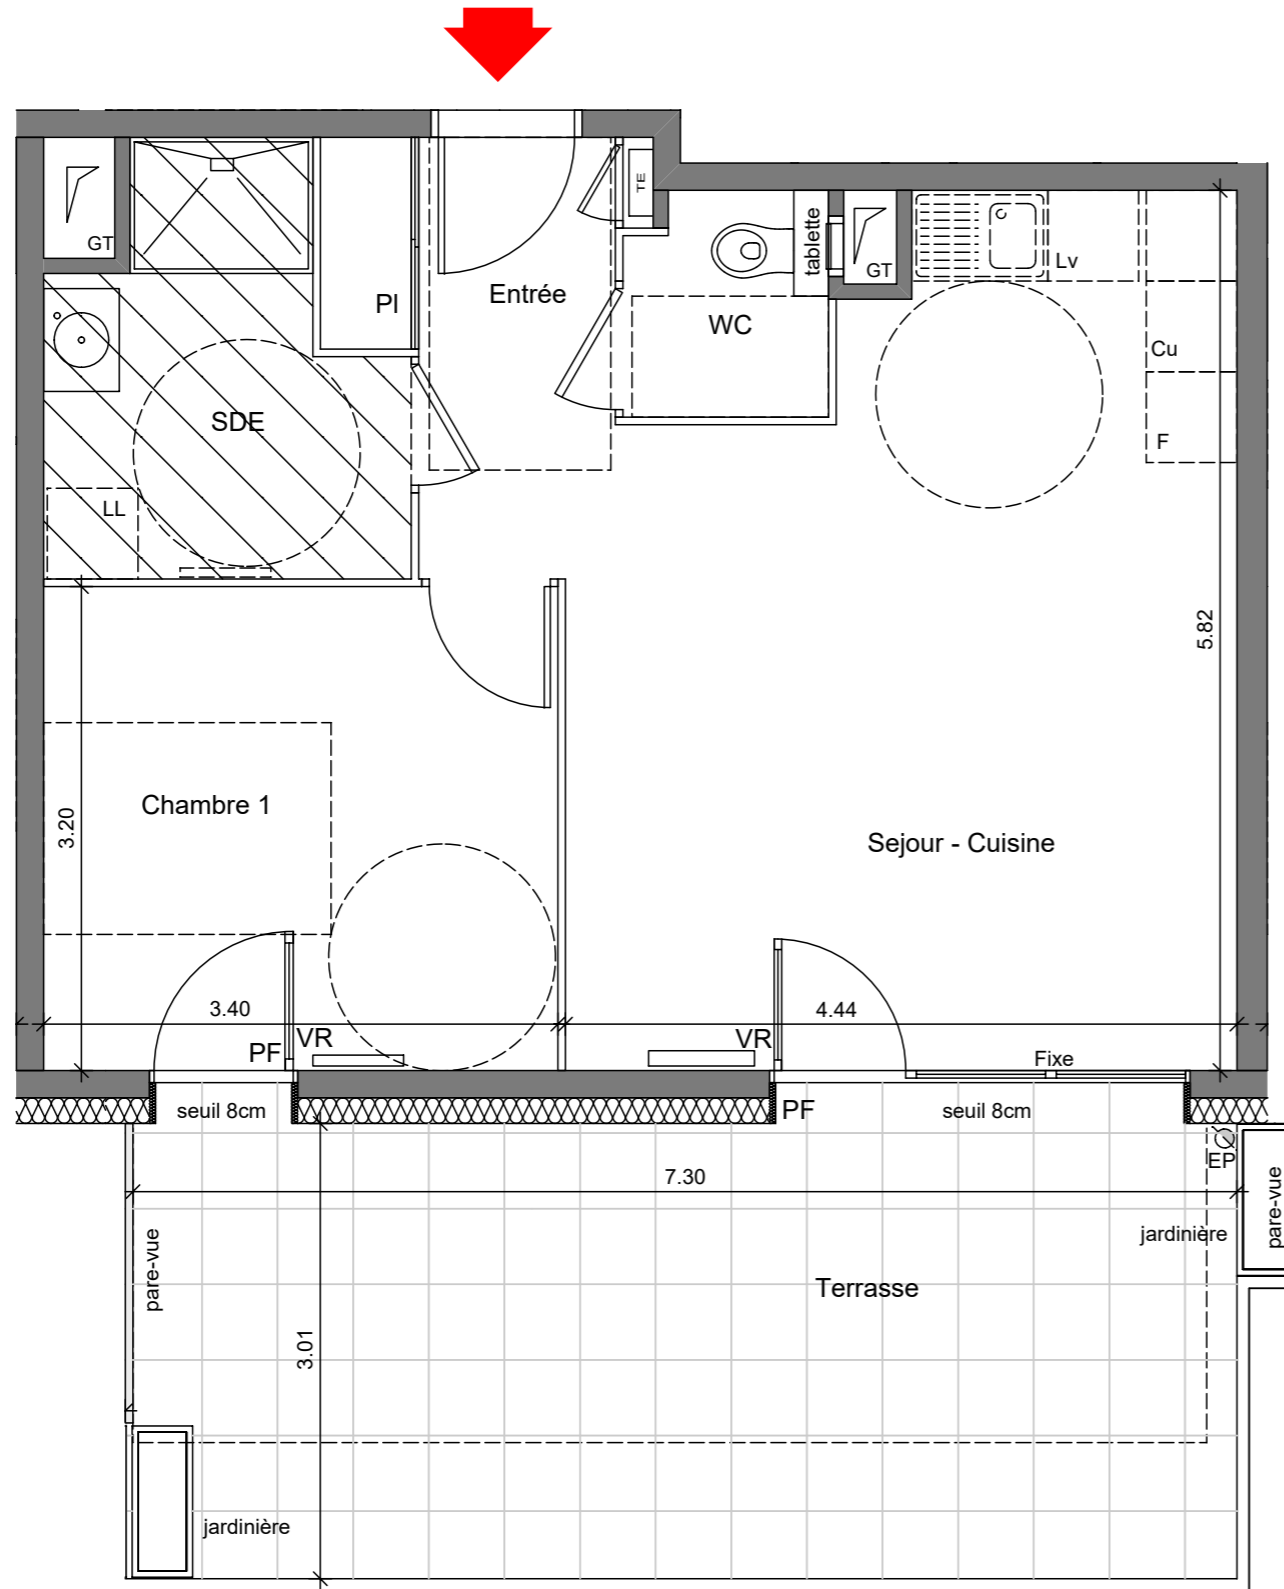 TE
GT
tablette
GT
Lv
Pl
Entrée
WC
Cu
SDE
F
LL
5.82
Chambre 1
3.20
Sejour - Cuisine
3.40
4.44
PF
VR
VR
Fixe
seuil 8cm
PF
seuil 8cm
EP
7.30
pare-vue
jardinière
pare-vue
Terrasse
3.01
jardinière